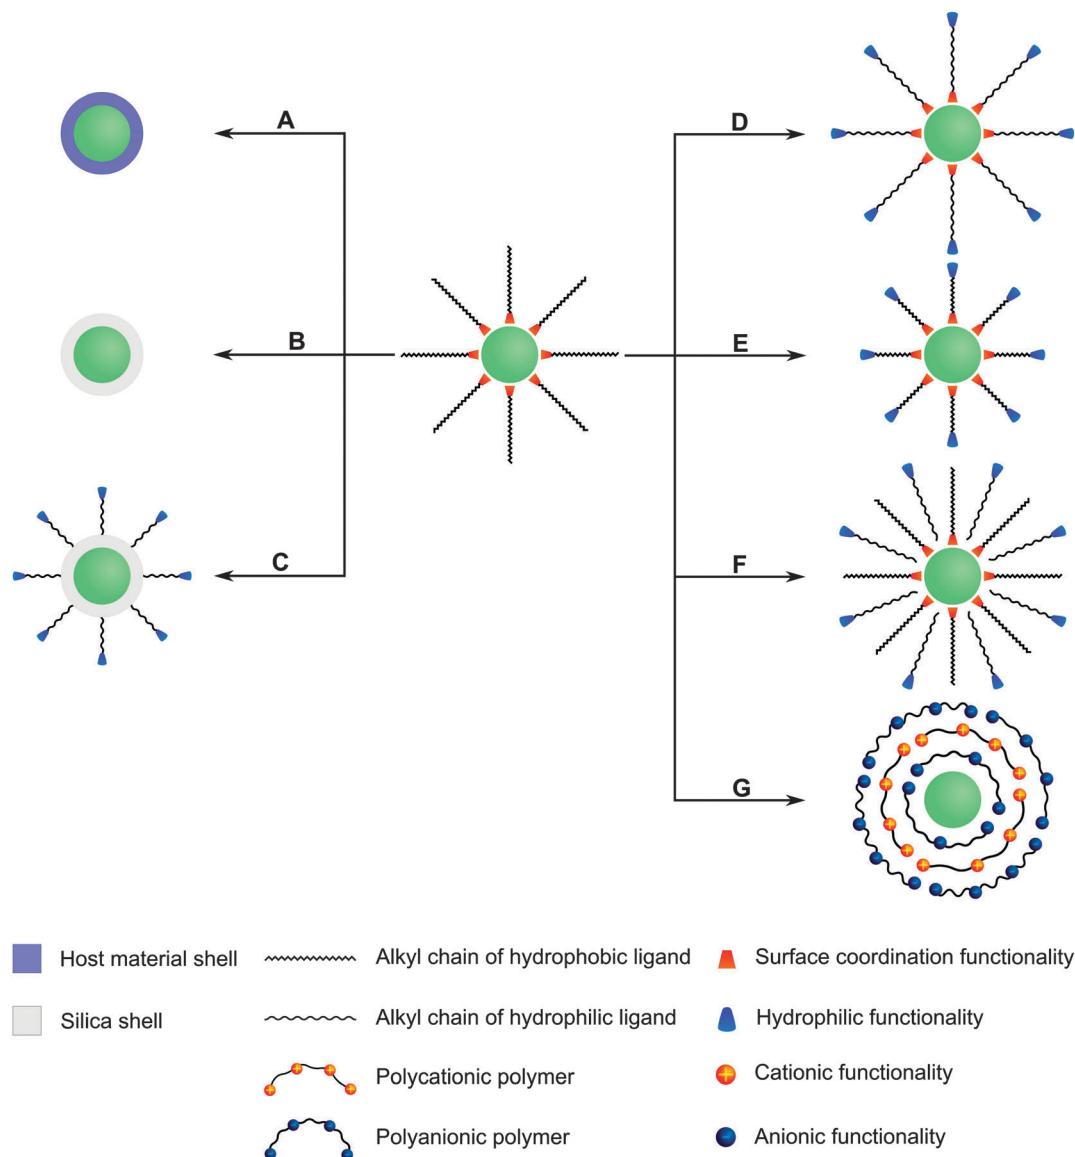 A
D
B
E
C
F
G
Host material shell
Alkyl chain of hydrophobic ligand
Surface coordination functionality
Silica shell
Alkyl chain of hydrophilic ligand
Hydrophilic functionality
Polycationic polymer
Cationic functionality
Polyanionic polymer
Anionic functionality